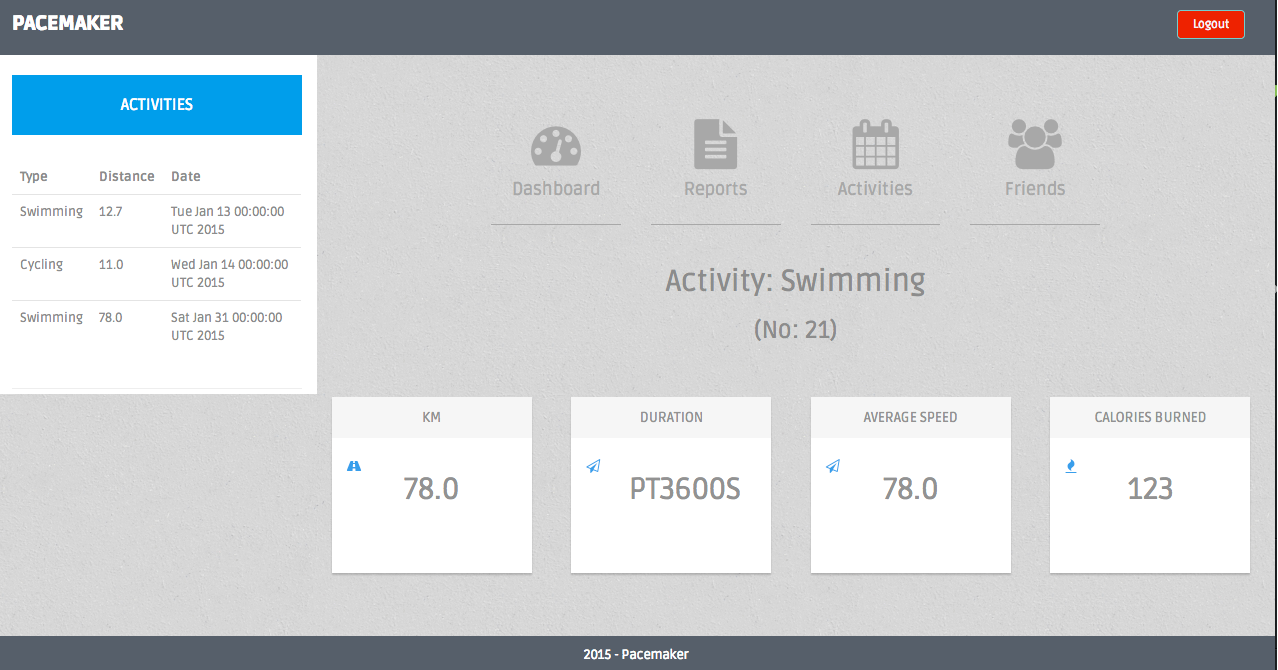 PACEMAKER
Logout
ACTIVITIES
Type Distance Date
Swimming 12.7 Tue Jan 13 00:00:00
UTC 2015
Cycling 11.0 Wed Jan 14 00:00:00
UTC 2015
Swimming 78.0 Sat Jan 31 00:00:00
UTC 2015
Dashboard Reports Activities Friends
Activity: Swimming
(No: 21)
KM DURATION AVERAGE SPEED CALORIES BURNED
78.0 PT3600S 78.0 123
2015 - Pacemaker